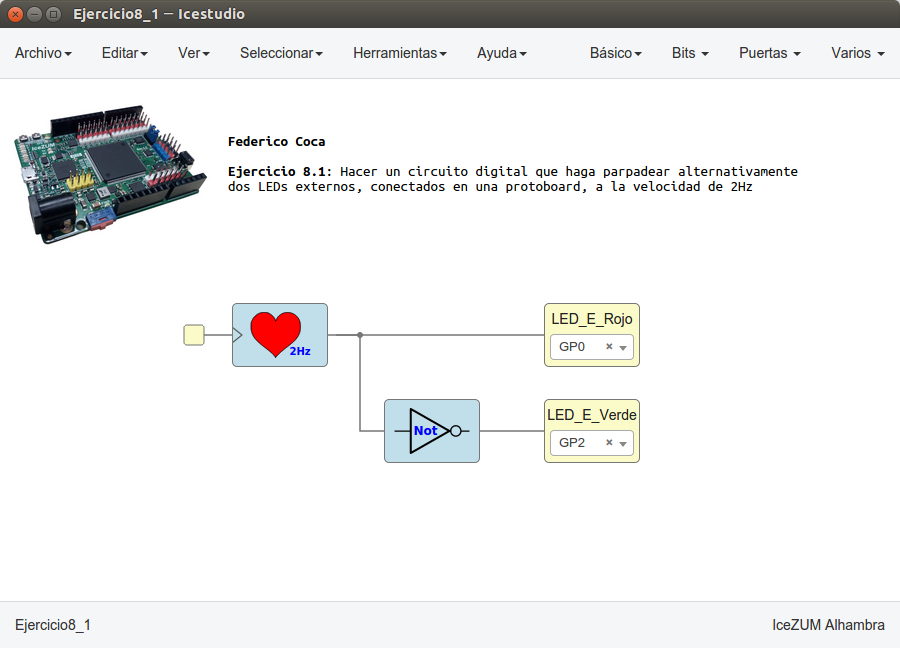 Ejercicio8_1 — Icestudio
Archivo Editar Ver Seleccionar Herramientas Ayuda Básico Bits Puertas Varios
IceZUM
Federico Coca
Ejercicio 8.1: Hacer un circuito digital que haga parpadear alternativamente
dos LEDs externos, conectados en una protoboard, a la velocidad de 2Hz
2Hz
LED_E_Rojo
GP0
Not
LED_E_Verde
GP2
Ejercicio8_1 IceZUM Alhambra